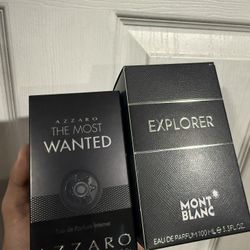 AZZARO
THE MOST
WANTED
Eau de Parfum Intense
AZZARO
EXPLORER
MONT
BLANC
EAU DE PARFUM 100 ML ℮ 3.3 FL.OZ